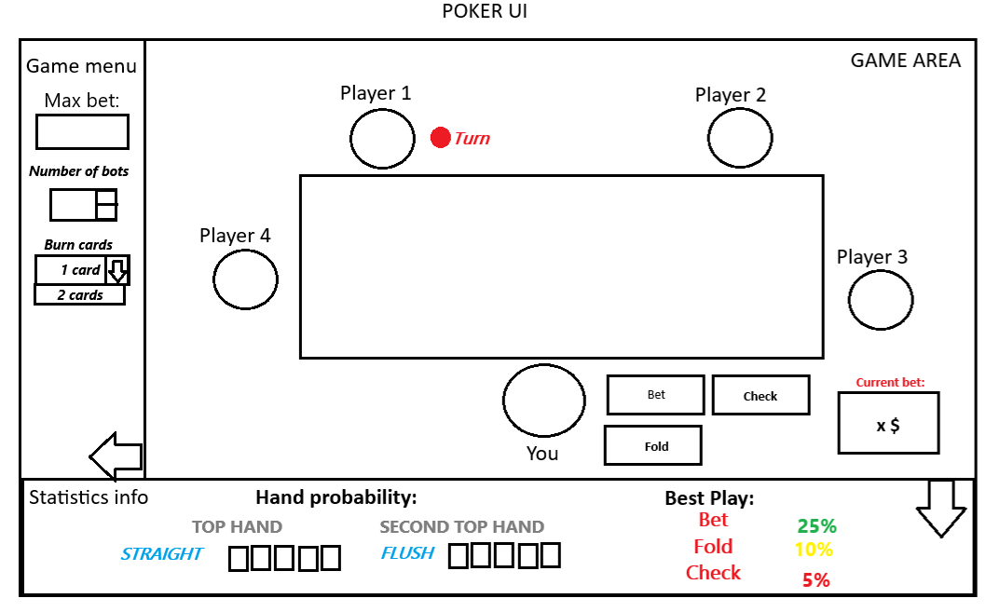 POKER UI
Game menu
Max bet:
Number of bots
Burn cards
1 card
2 cards
GAME AREA
Player 1
Turn
Player 2
Player 4
Player 3
You
Bet
Check
Fold
Current bet:
x $
Statistics info
Hand probability:
TOP HAND
SECOND TOP HAND
STRAIGHT
FLUSH
Best Play:
Bet 25%
Fold 10%
Check 5%